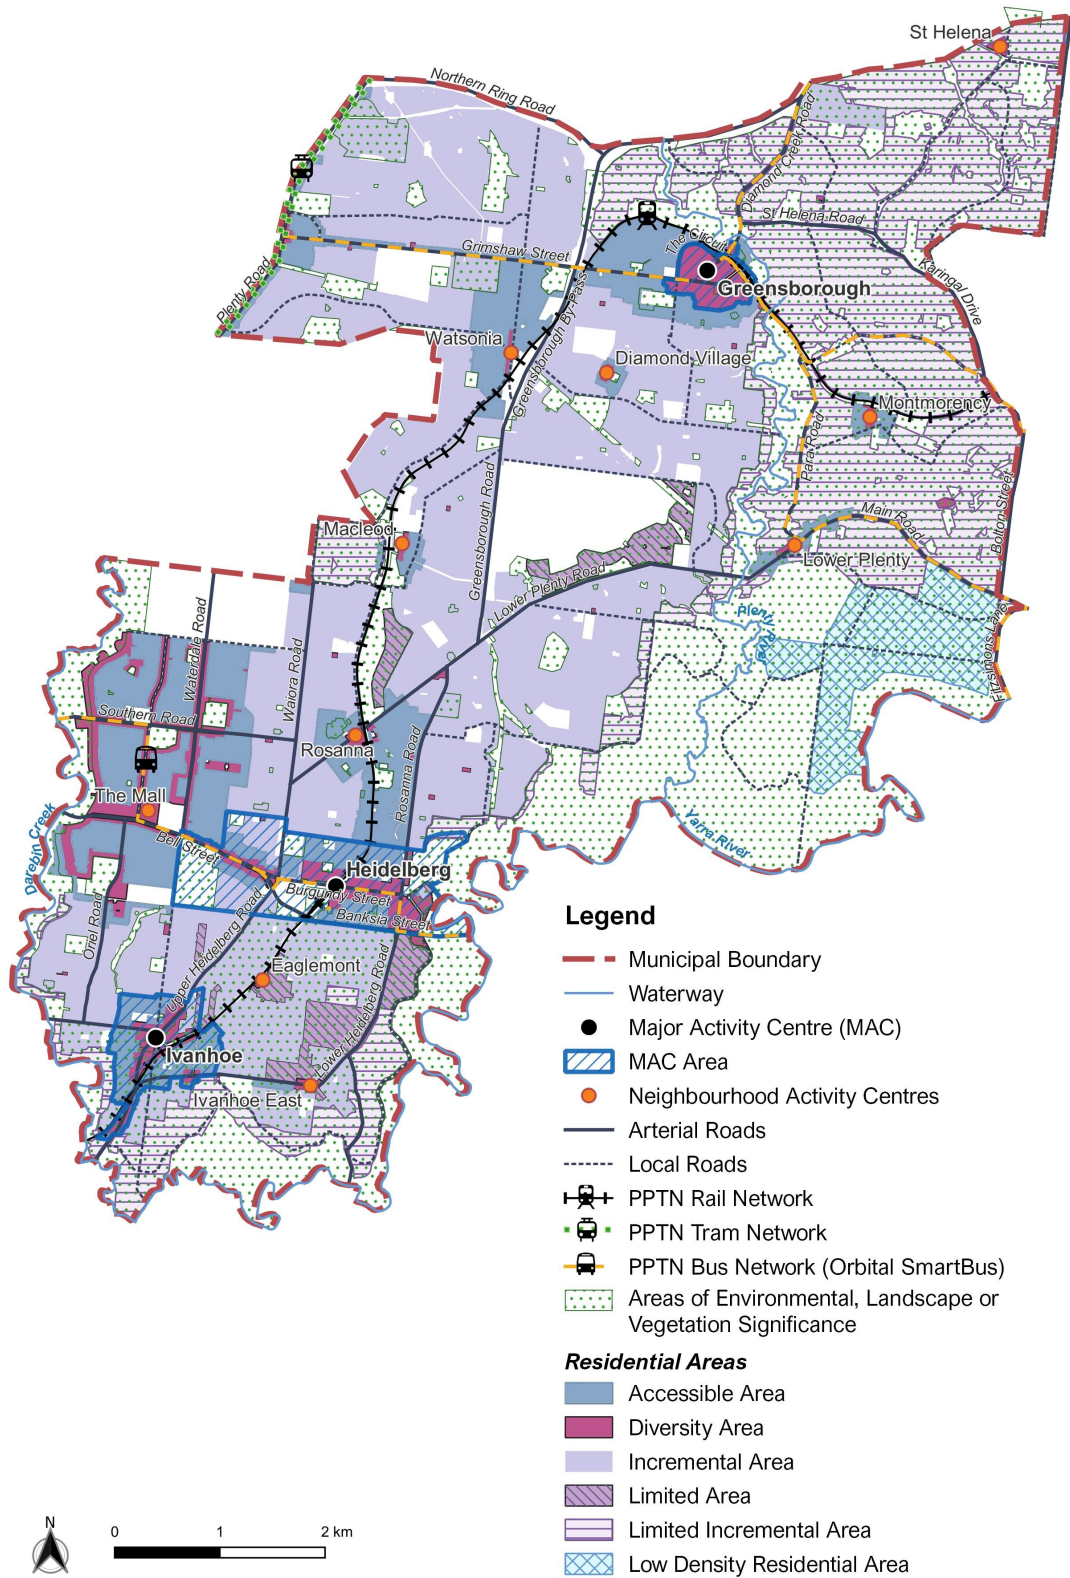 St Helena
Northern Ring Road
Diamond Creek Road
St Helena Road
The Circuit
Grimshaw Street
Karingal Drive
Plenty Road
Greensborough
Greensborough By-Pass
Watsonia
Diamond Village
Montmorency
Para Road
Greensborough Road
Bolton Street
Main Road
Macleod
Lower Plenty
Lower Plenty Road
Plenty River
Fitzsimons Lane
Waterdale Road
Waiora Road
Southern Road
Rosanna
Rosanna Road
The Mall
Darebin Creek
Bell Street
Yarra River
Heidelberg
Burgundy Street
Banksia Street
Oriel Road
Upper Heidelberg Road
Eaglemont
Lower Heidelberg Road
Ivanhoe
Ivanhoe East
Legend
Municipal Boundary
Waterway
Major Activity Centre (MAC)
MAC Area
Neighbourhood Activity Centres
Arterial Roads
Local Roads
PPTN Rail Network
PPTN Tram Network
PPTN Bus Network (Orbital SmartBus)
Areas of Environmental, Landscape or
Vegetation Significance
Residential Areas
Accessible Area
Diversity Area
Incremental Area
Limited Area
Limited Incremental Area
Low Density Residential Area
N
0 1 2 km